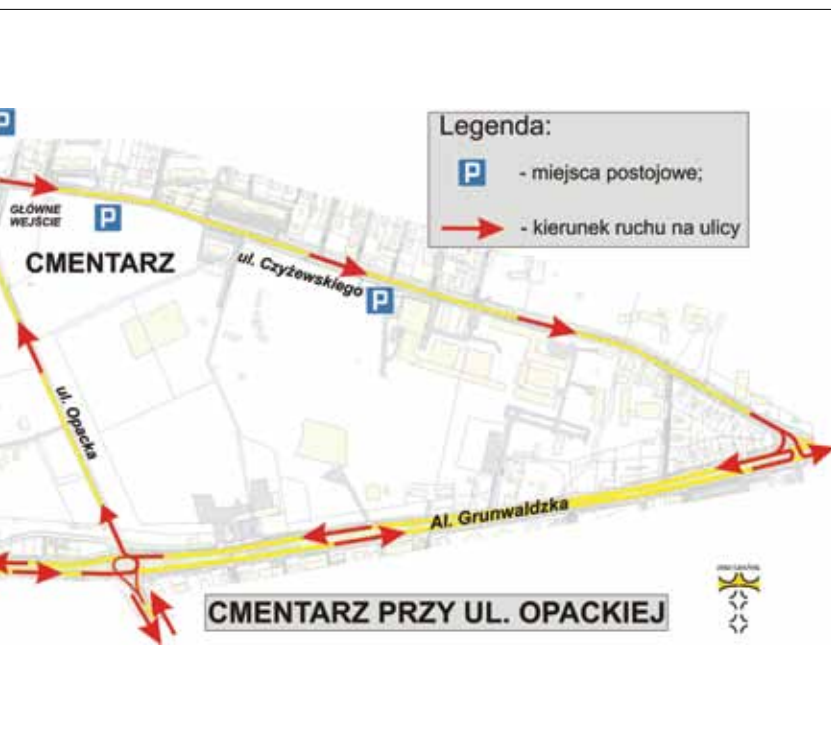 P
Legenda:
P - miejsca postojowe;
- kierunek ruchu na ulicy
GŁÓWNE
WEJŚCIE
P
CMENTARZ
ul. Czyżewskiego
P
ul. Opacka
Al. Grunwaldzka
CMENTARZ PRZY UL. OPACKIEJ